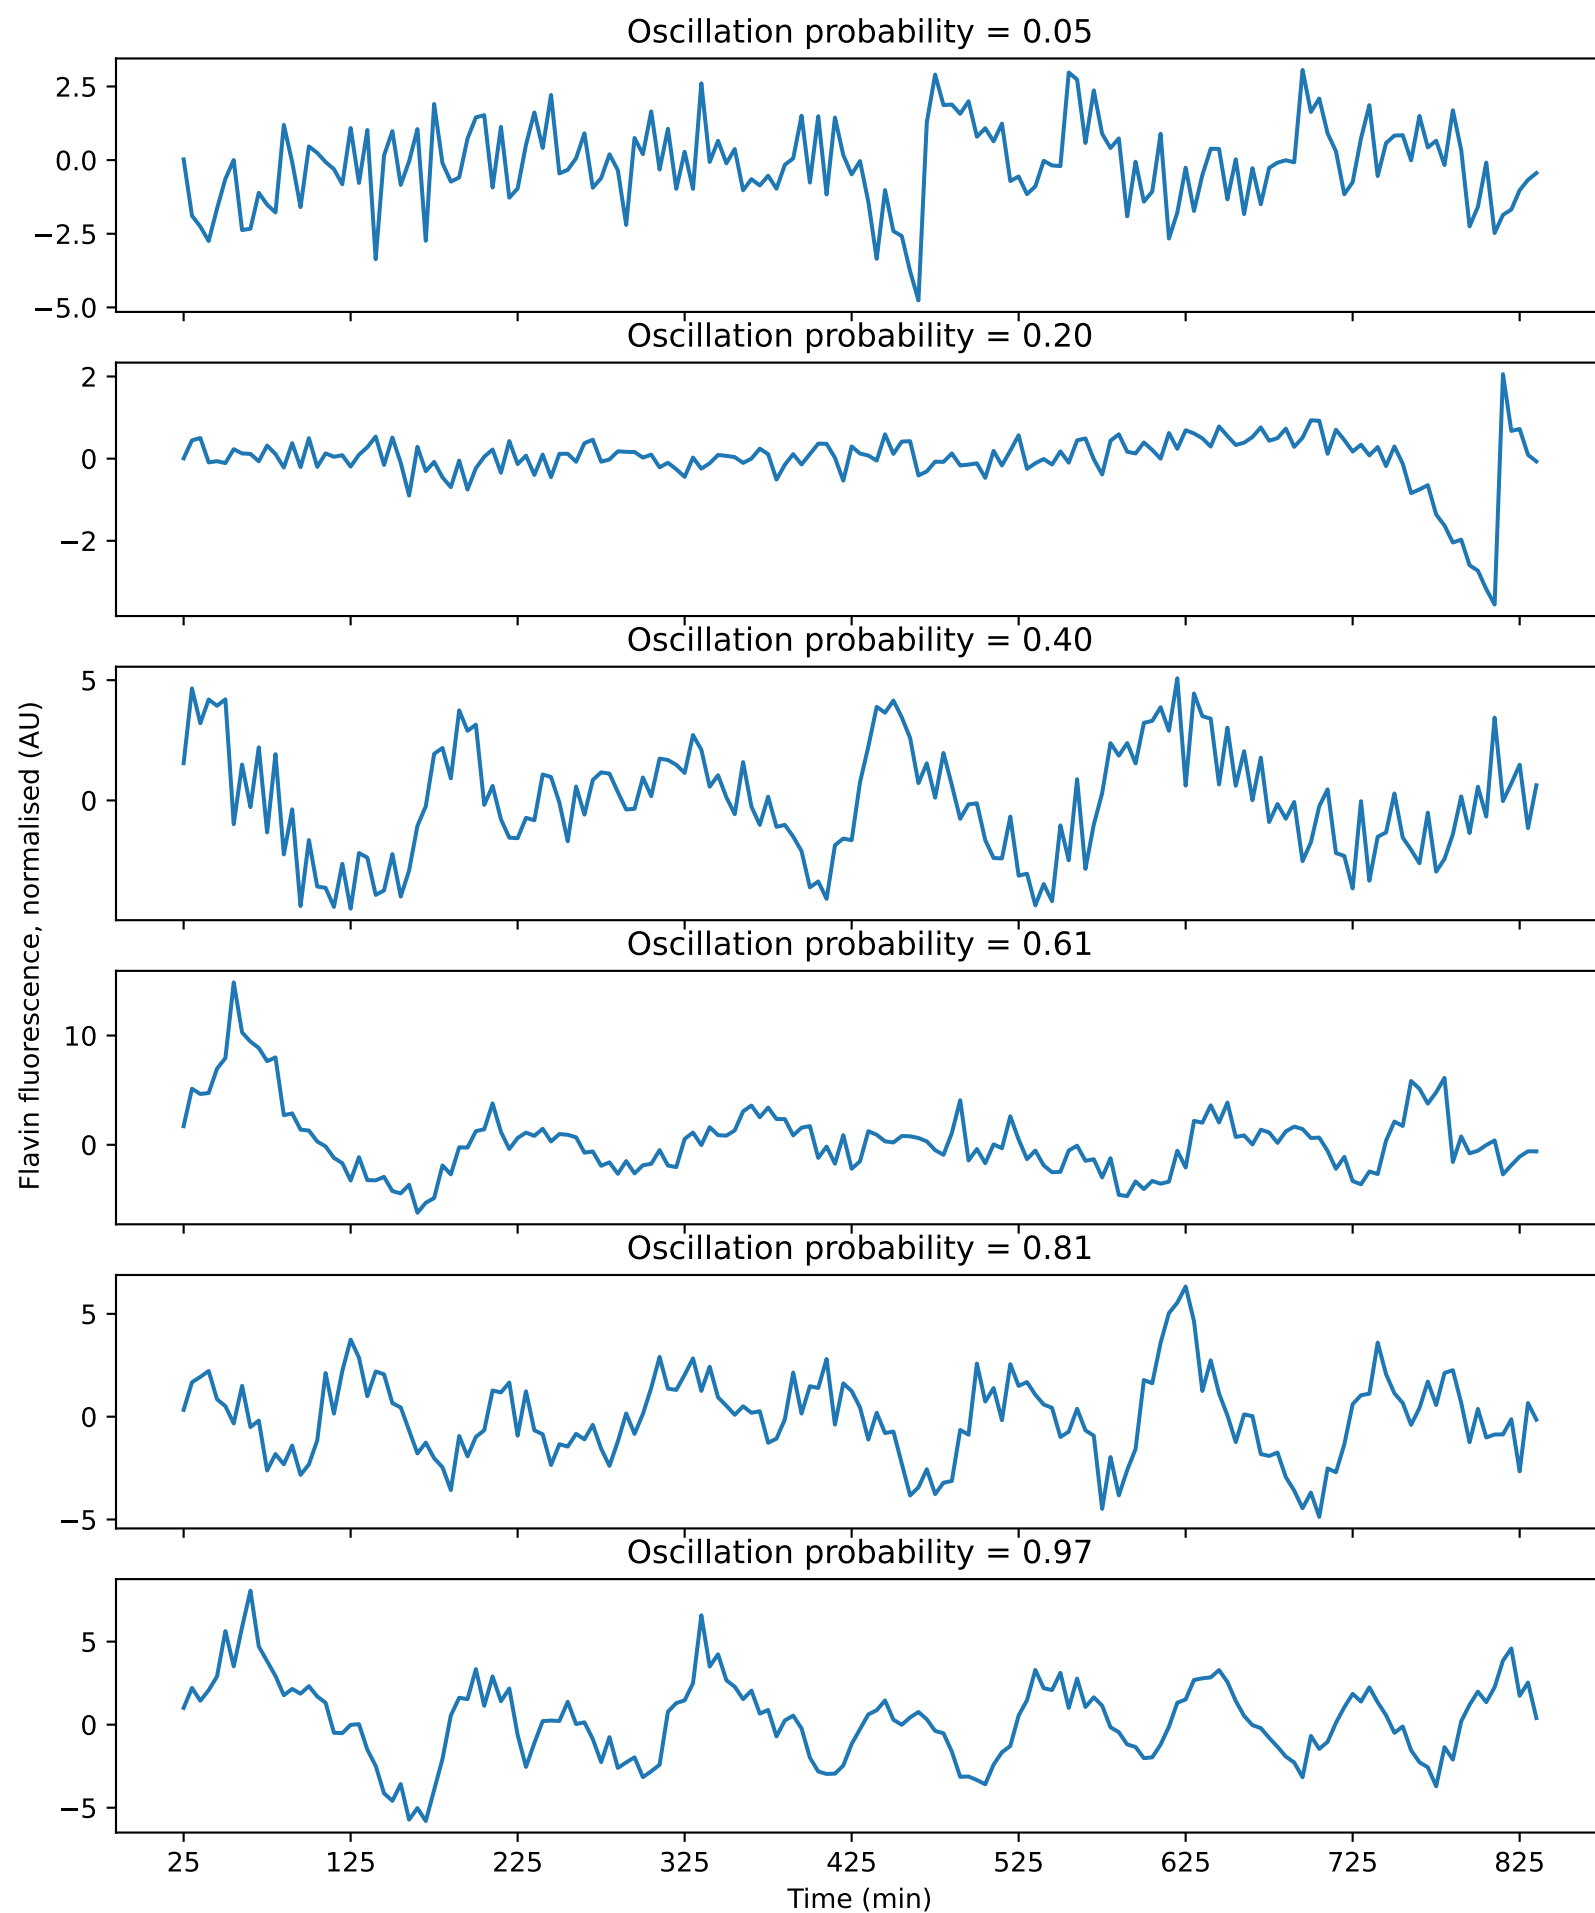 Oscillation probability = 0.05
2.5
0.0
−2.5
−5.0
Oscillation probability = 0.20
2
0
−2
Oscillation probability = 0.40
5
0
Flavin fluorescence, normalised (AU)
Oscillation probability = 0.61
10
0
Oscillation probability = 0.81
5
0
−5
Oscillation probability = 0.97
5
0
−5
25 125 225 325 425 525 625 725 825
Time (min)